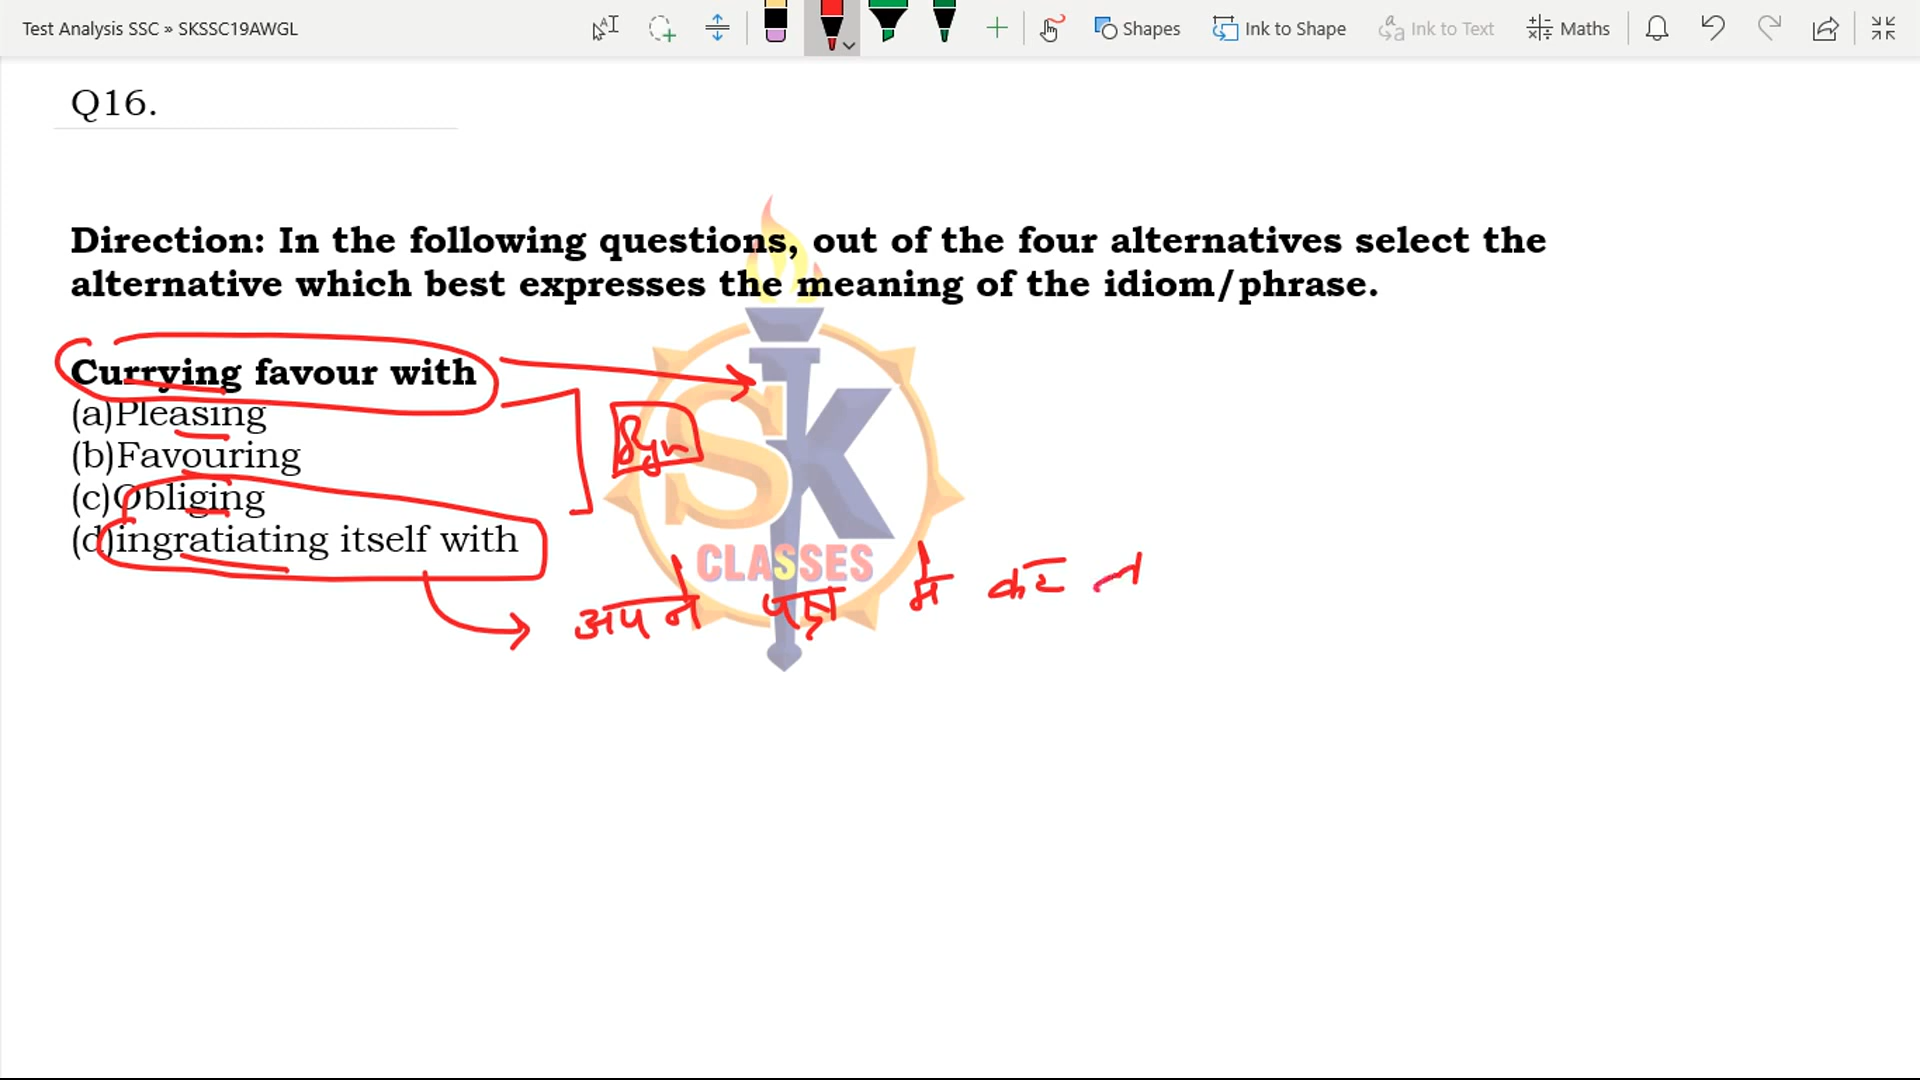 Test Analysis SSC » SKSSC19AWGL
Shapes
Ink to Shape
Ink to Text
Maths
Q16.
Direction: In the following questions, out of the four alternatives select the
alternative which best expresses the meaning of the idiom/phrase.
Currying favour with
(a)Pleasing
(b)Favouring
(c)Obliging
(d)ingratiating itself with
Syn
SK
CLASSES
अपने पक्ष में कर